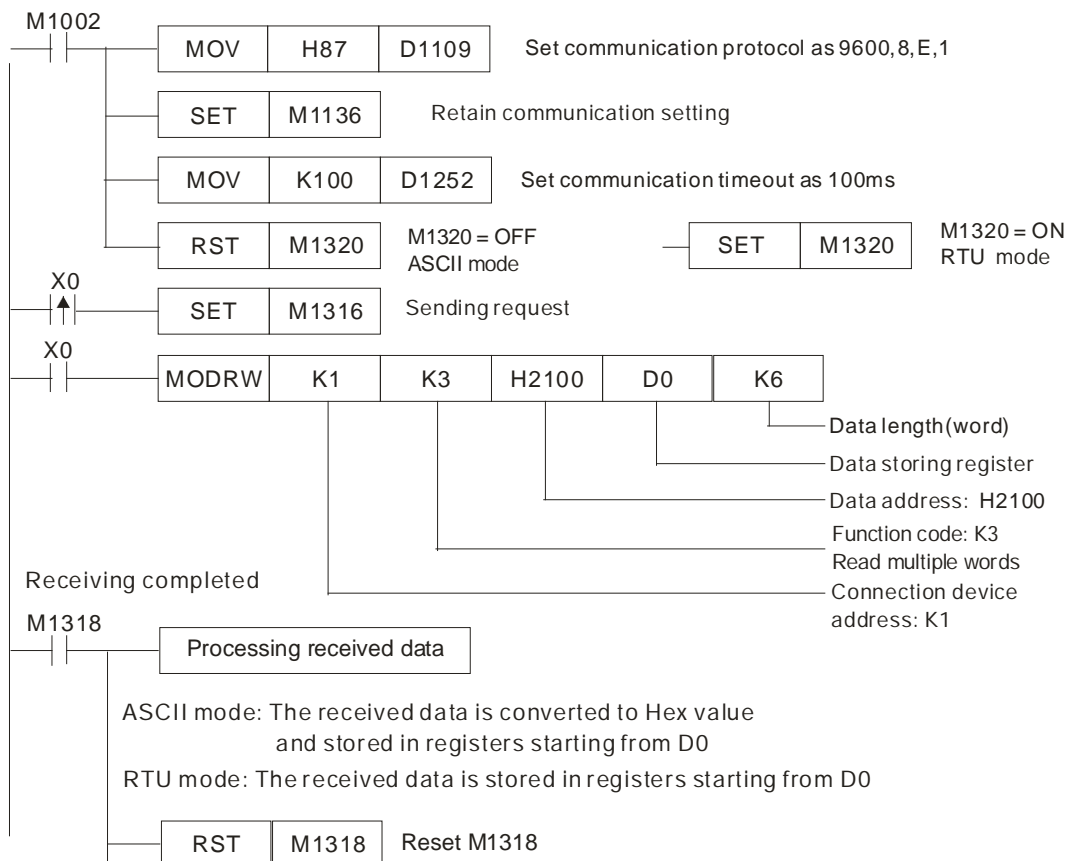 M1002
MOV H87 D1109 Set communication protocol as 9600,8,E,1
SET M1136 Retain communication setting
MOV K100 D1252 Set communication timeout as 100ms
RST M1320 M1320 = OFF
ASCII mode
SET M1320 M1320 = ON
RTU mode
X0
SET M1316 Sending request
X0
MODRW K1 K3 H2100 D0 K6
Data length(word)
Data storing register
Data address: H2100
Function code: K3
Read multiple words
Connection device
address: K1
Receiving completed
M1318
Processing received data
ASCII mode: The received data is converted to Hex value
and stored in registers starting from D0
RTU mode: The received data is stored in registers starting from D0
RST M1318 Reset M1318